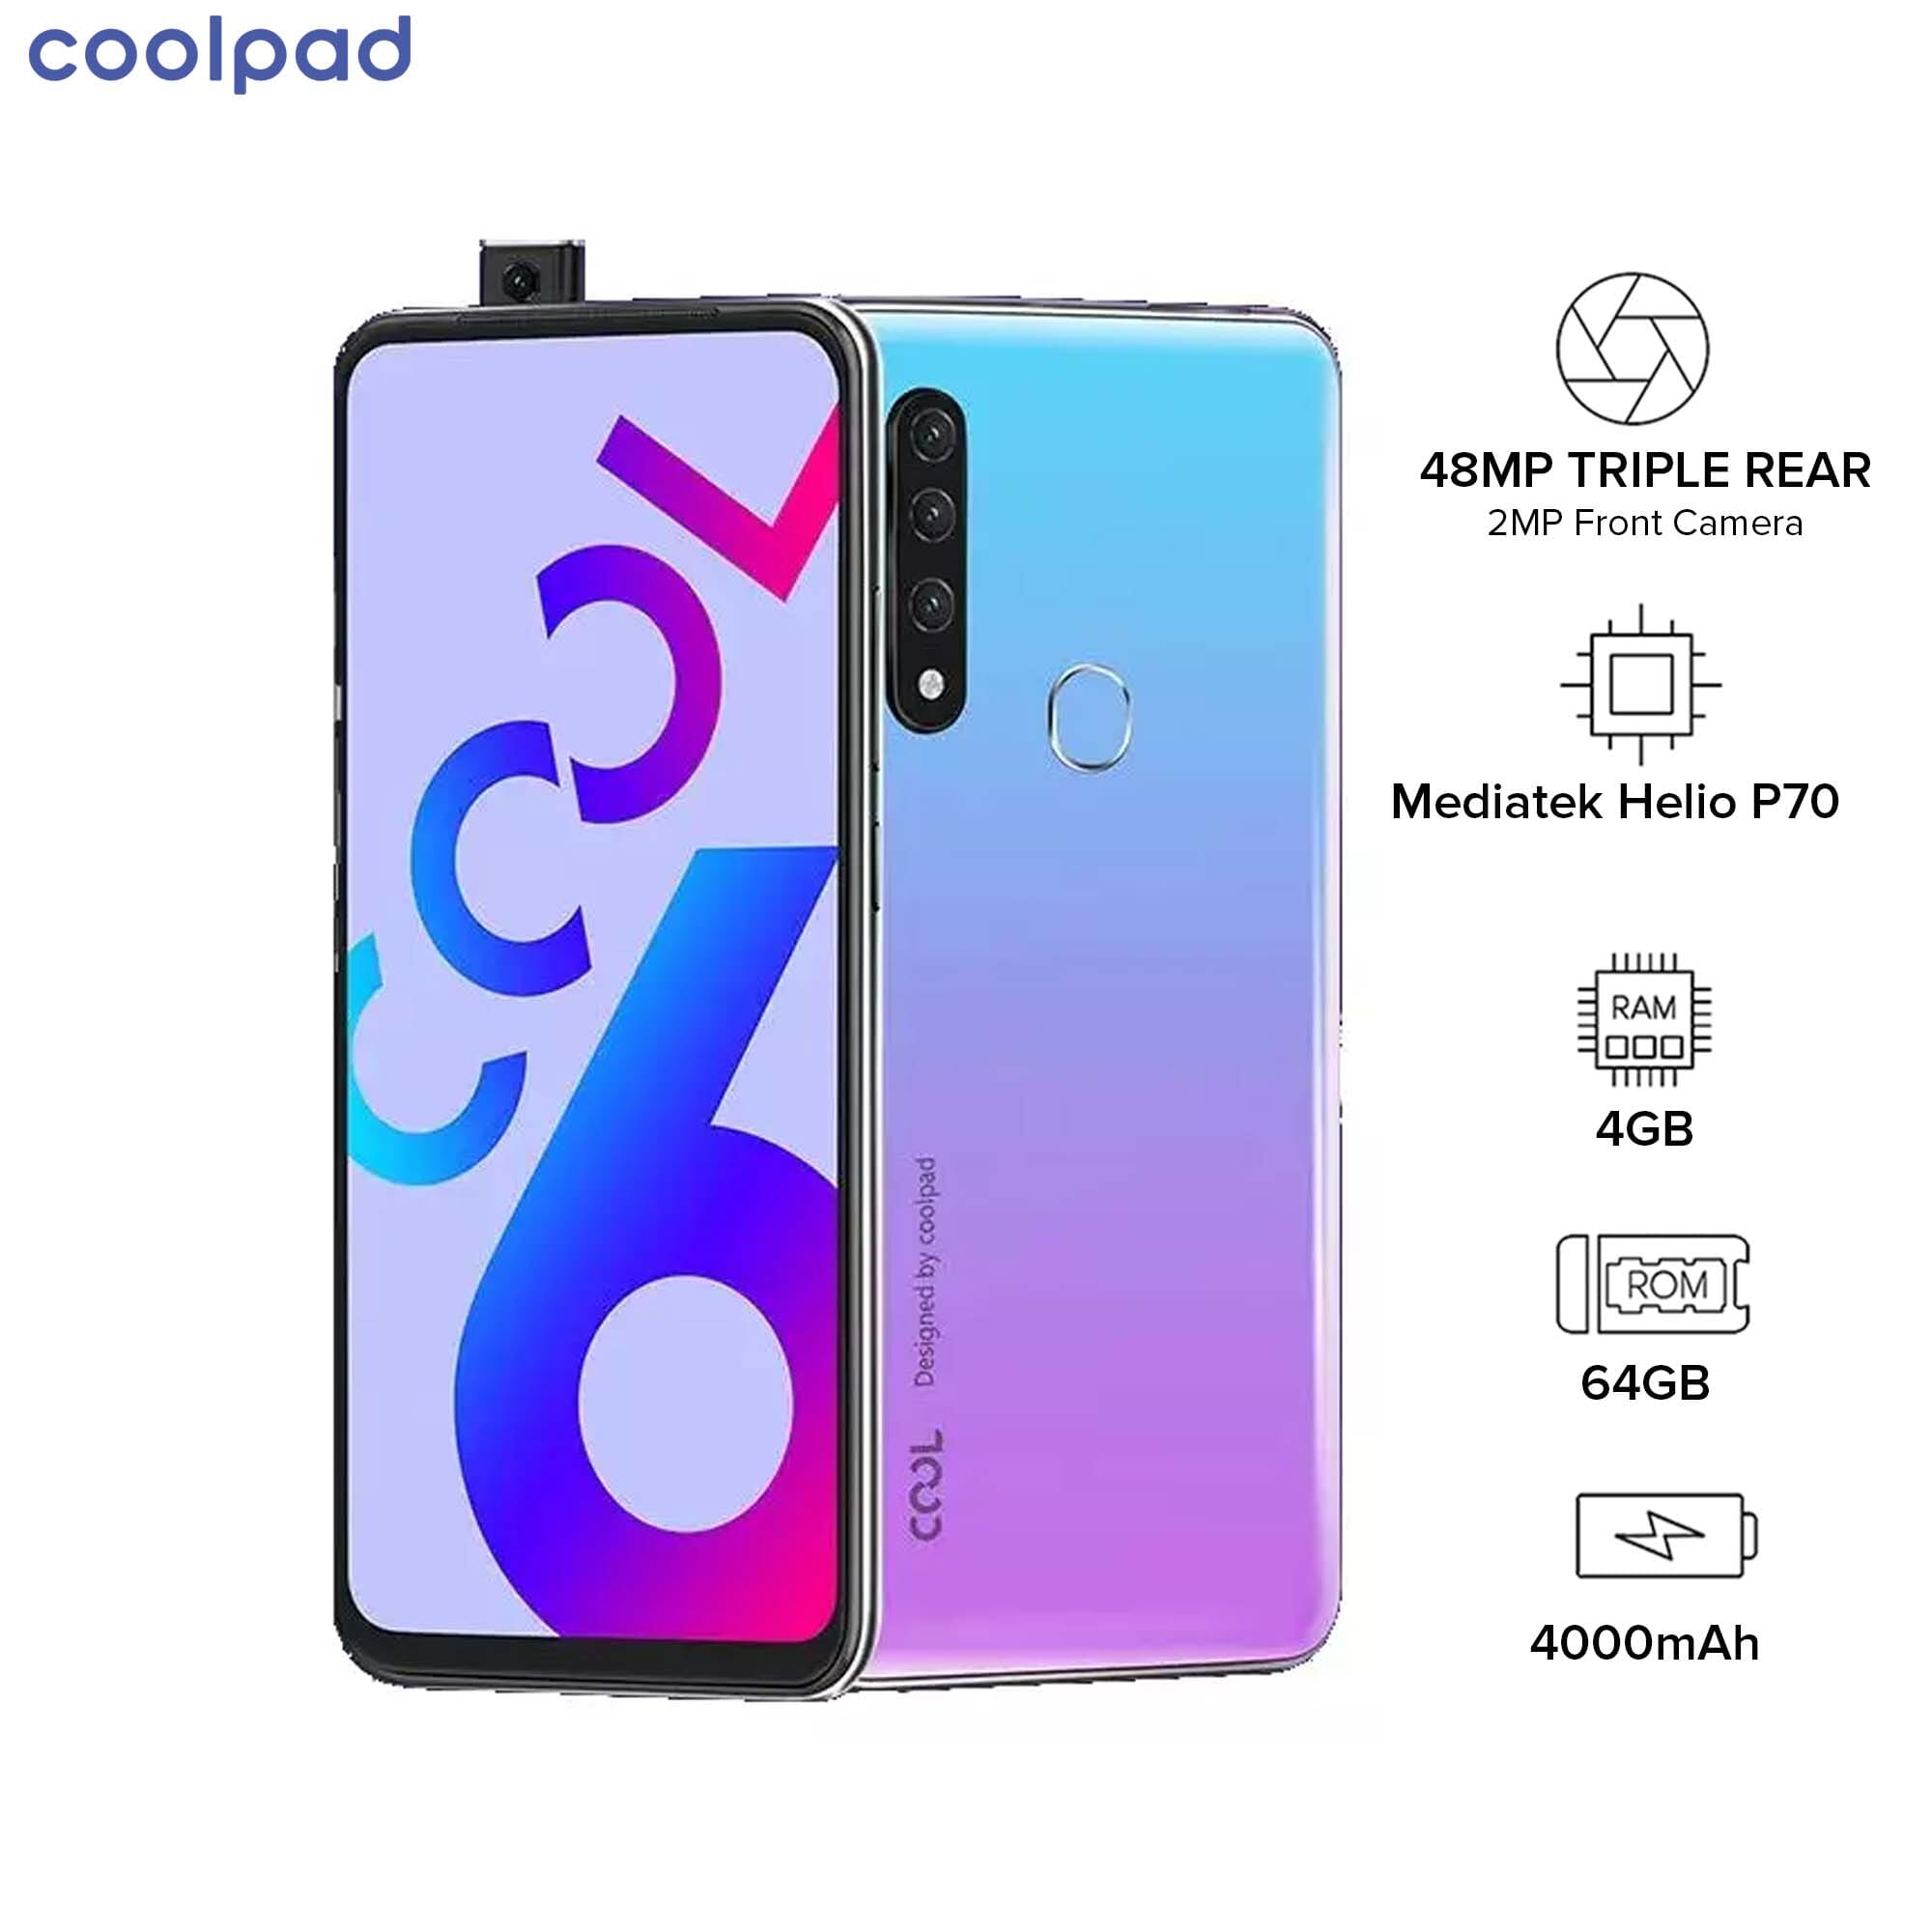 coolpad
COOL
6
COOL Designed by coolpad
48MP TRIPLE REAR
2MP Front Camera
Mediatek Helio P70
RAM
4GB
ROM
64GB
4000mAh